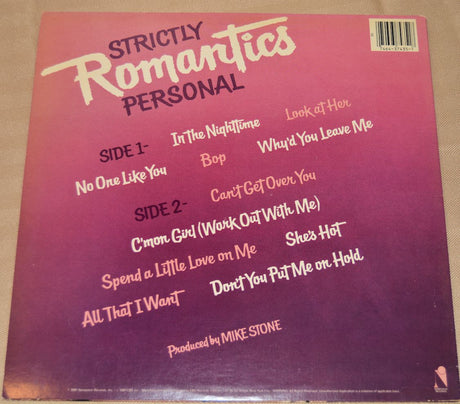 STRICTLY
Romantics
PERSONAL
SIDE 1-
In the Nighttime
Look at Her
No One Like You
Bop
Why'd You Leave Me
SIDE 2-
Can't Get Over You
C'mon Girl (Work Out With Me)
Spend a Little Love on Me
She's Hot
All That I Want
Don't You Put Me on Hold
Produced by MIKE STONE